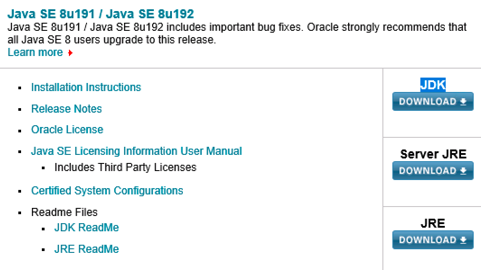 Java SE 8u191 / Java SE 8u192
Java SE 8u191 / Java SE 8u192 includes important bug fixes. Oracle strongly recommends that
all Java SE 8 users upgrade to this release.
Learn more
Installation Instructions
Release Notes
Oracle License
Java SE Licensing Information User Manual
Includes Third Party Licenses
Certified System Configurations
Readme Files
JDK ReadMe
JRE ReadMe
JDK
DOWNLOAD
Server JRE
DOWNLOAD
JRE
DOWNLOAD